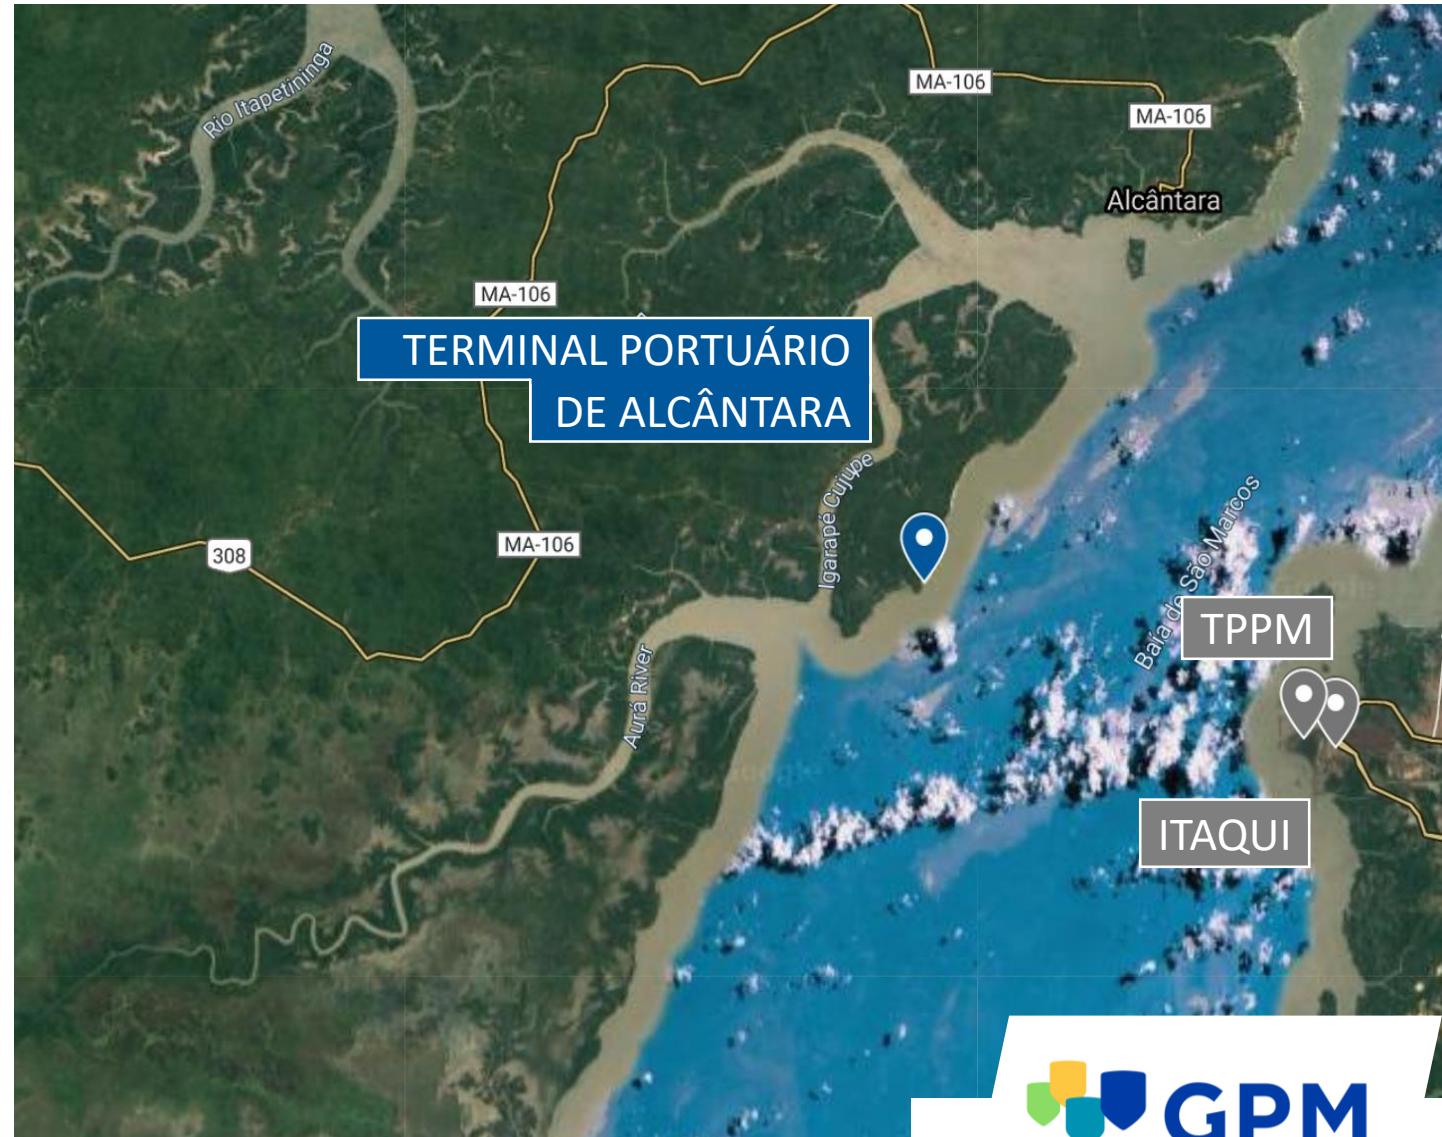 Rio Itapetininga
MA-106
MA-106
Alcântara
MA-106
TERMINAL PORTUÁRIO
DE ALCÂNTARA
Igarapé Cujupe
308
MA-106
Baía de São Marcos
TPPM
Aurá River
ITAQUI
GPM